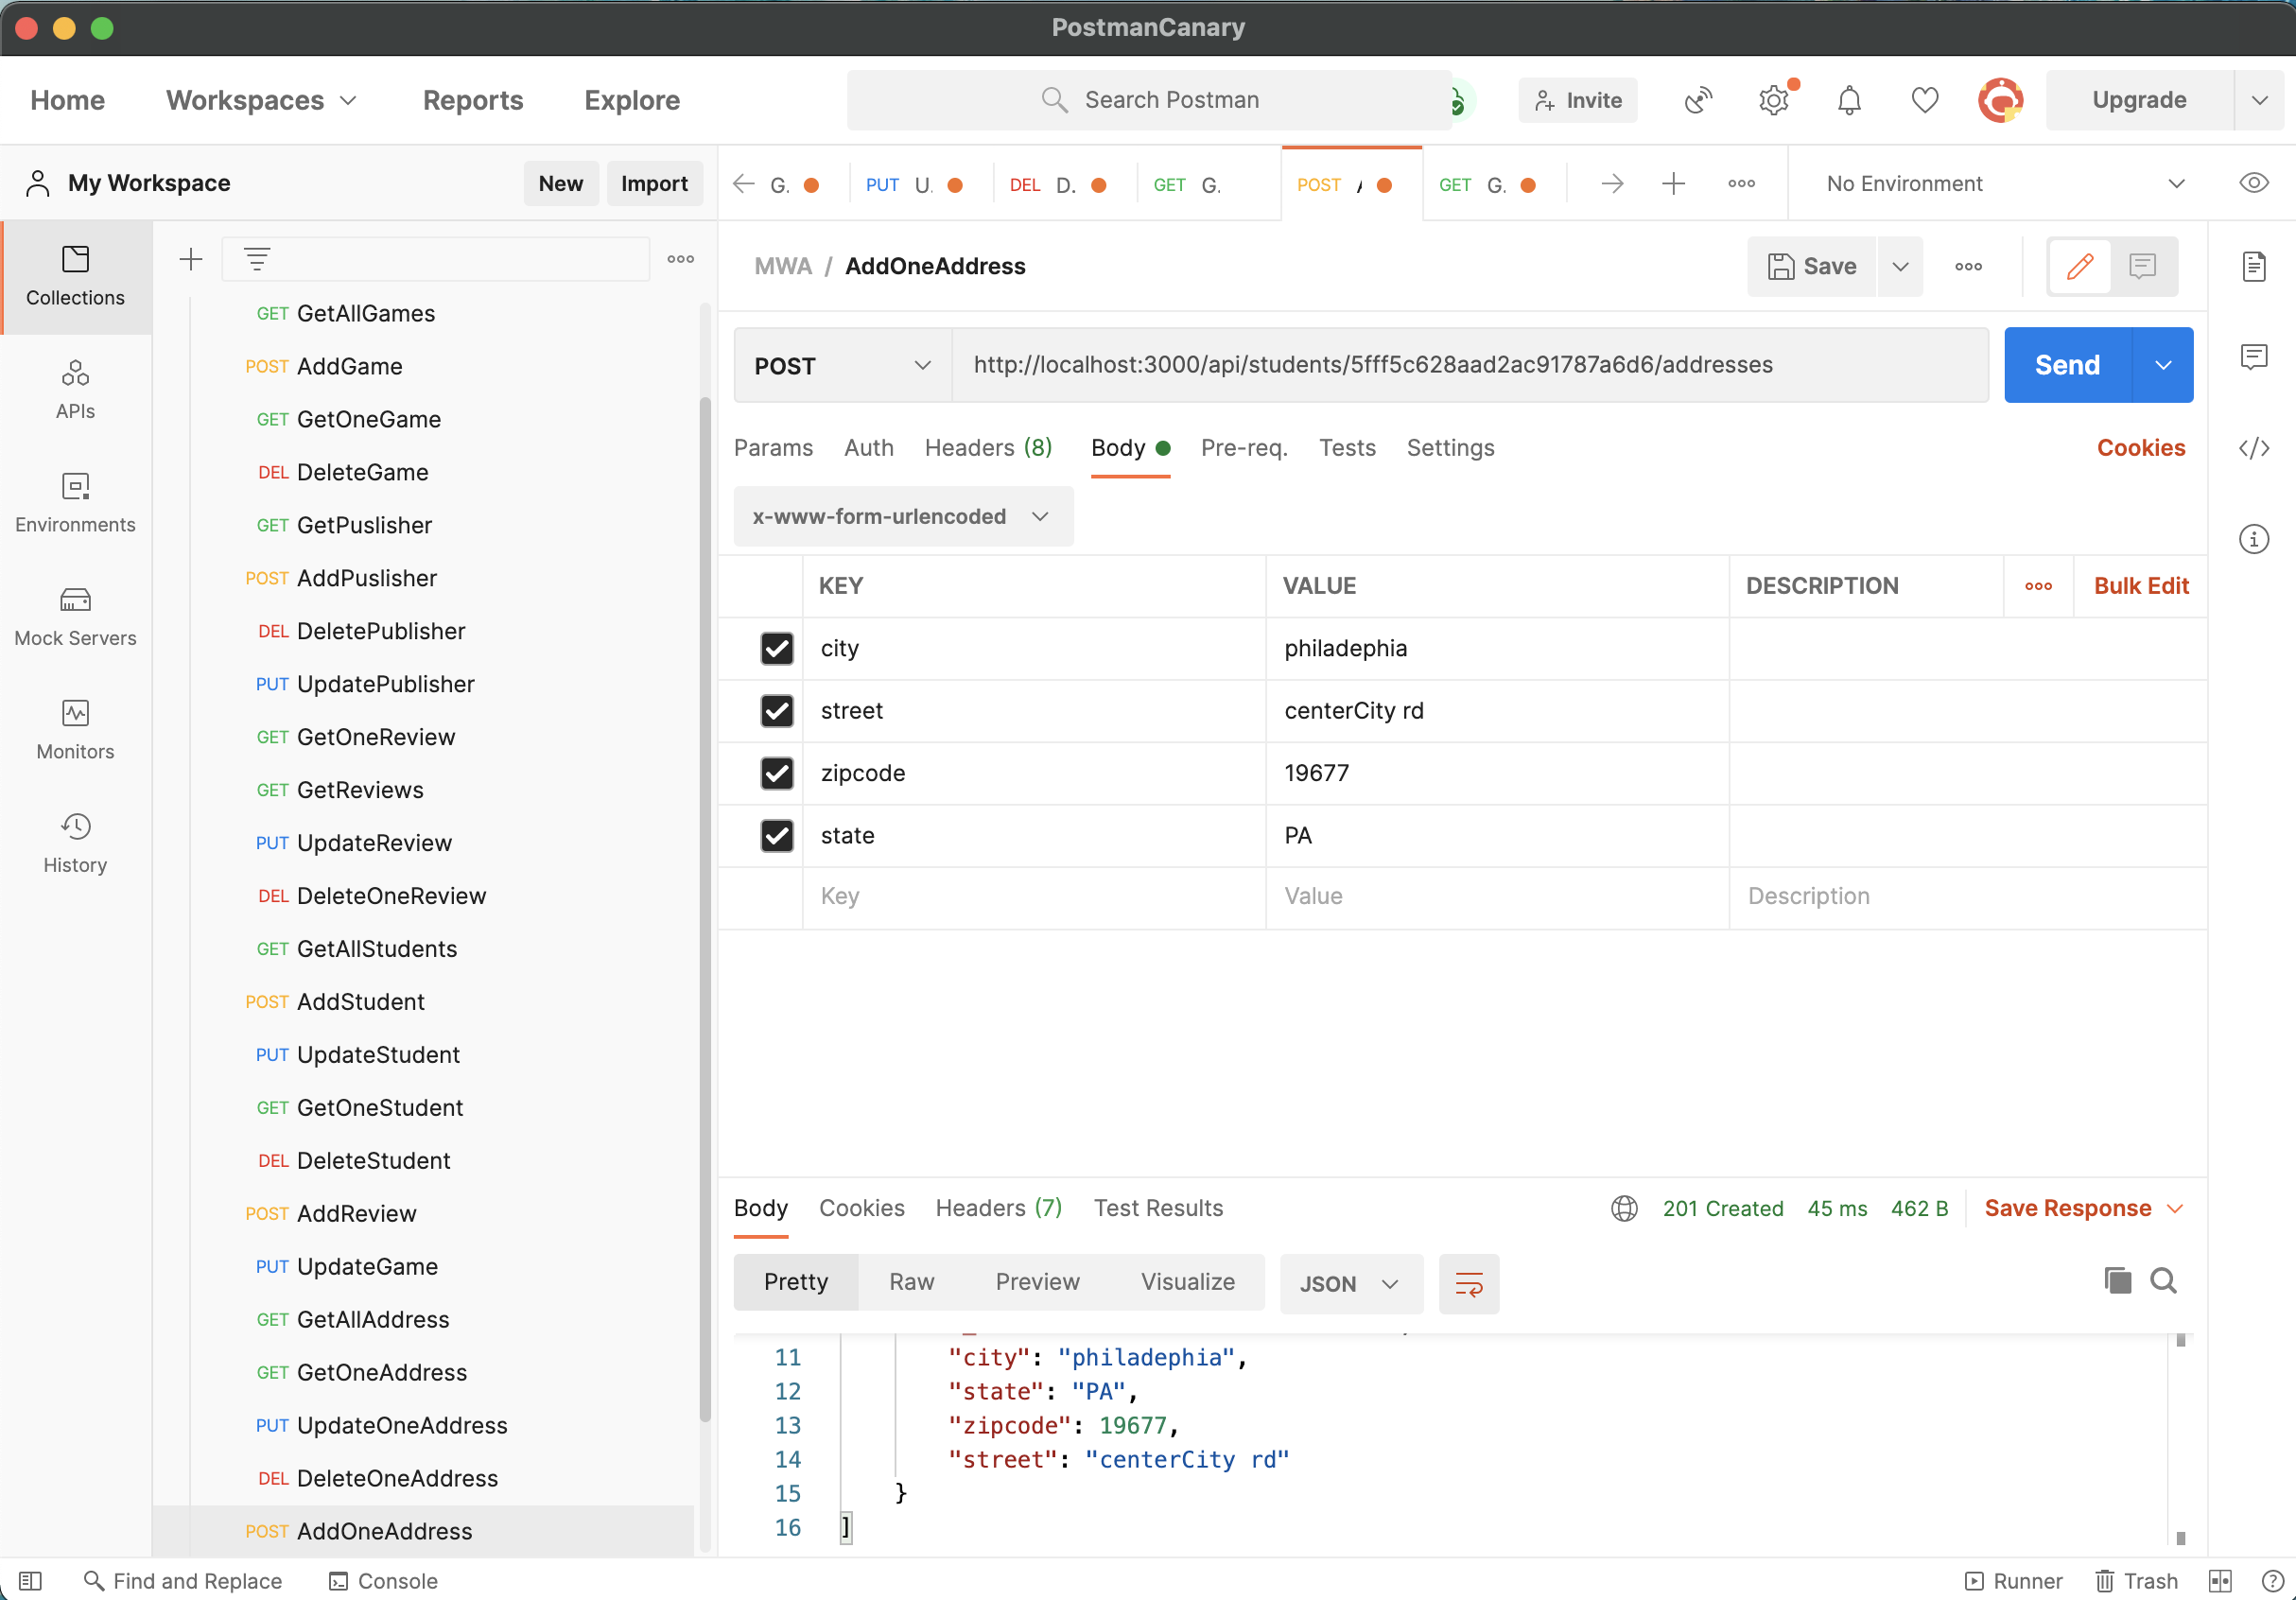 PostmanCanary
Home Workspaces Reports Explore Search Postman Invite Upgrade
My Workspace New Import
G. PUT U. DEL D. GET G. POST GET G. No Environment
Collections
APIs
Environments
Mock Servers
Monitors
History
GET GetAllGames
POST AddGame
GET GetOneGame
DEL DeleteGame
GET GetPuslisher
POST AddPuslisher
DEL DeletePublisher
PUT UpdatePublisher
GET GetOneReview
GET GetReviews
PUT UpdateReview
DEL DeleteOneReview
GET GetAllStudents
POST AddStudent
PUT UpdateStudent
GET GetOneStudent
DEL DeleteStudent
POST AddReview
PUT UpdateGame
GET GetAllAddress
GET GetOneAddress
PUT UpdateOneAddress
DEL DeleteOneAddress
POST AddOneAddress
MWA / AddOneAddress Save
POST http://localhost:3000/api/students/5fff5c628aad2ac91787a6d6/addresses Send
Params Auth Headers (8) Body Pre-req. Tests Settings Cookies
x-www-form-urlencoded
KEY VALUE DESCRIPTION Bulk Edit
city philadephia
street centerCity rd
zipcode 19677
state PA
Key Value Description
Body Cookies Headers (7) Test Results 201 Created 45 ms 462 B Save Response
Pretty Raw Preview Visualize JSON
11 "city": "philadephia",
12 "state": "PA",
13 "zipcode": 19677,
14 "street": "centerCity rd"
15 }
16 ]
Find and Replace Console Runner Trash